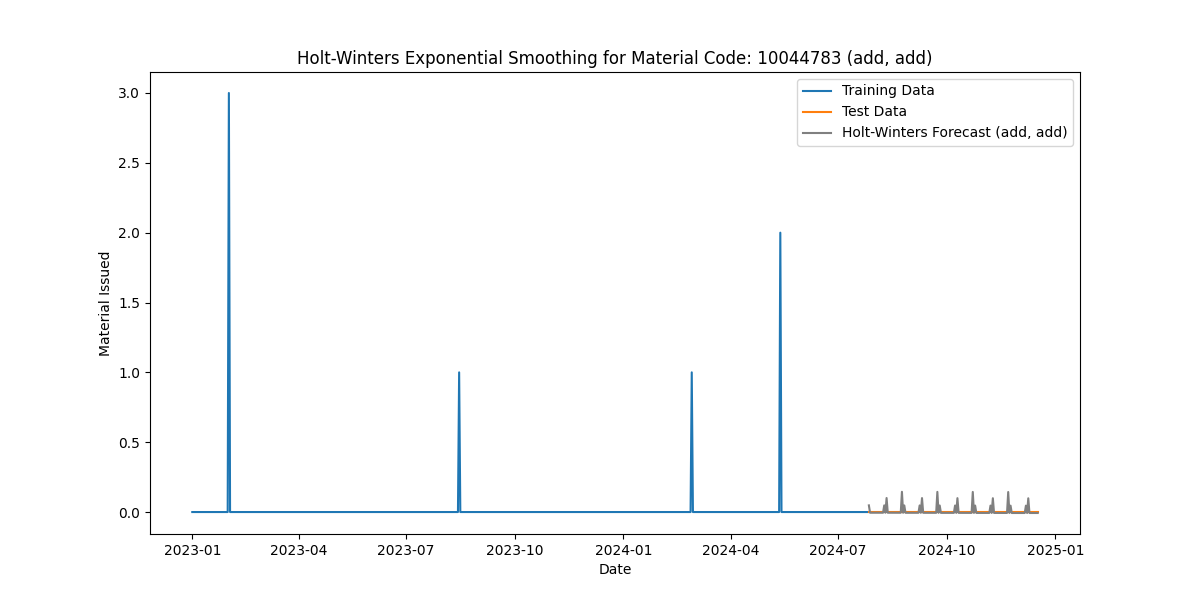 Holt-Winters Exponential Smoothing for Material Code: 10044783 (add, add)
Training Data
Test Data
Holt-Winters Forecast (add, add)
3.0
2.5
2.0
1.5
1.0
0.5
0.0
Material Issued
2023-01 2023-04 2023-07 2023-10 2024-01 2024-04 2024-07 2024-10 2025-01
Date